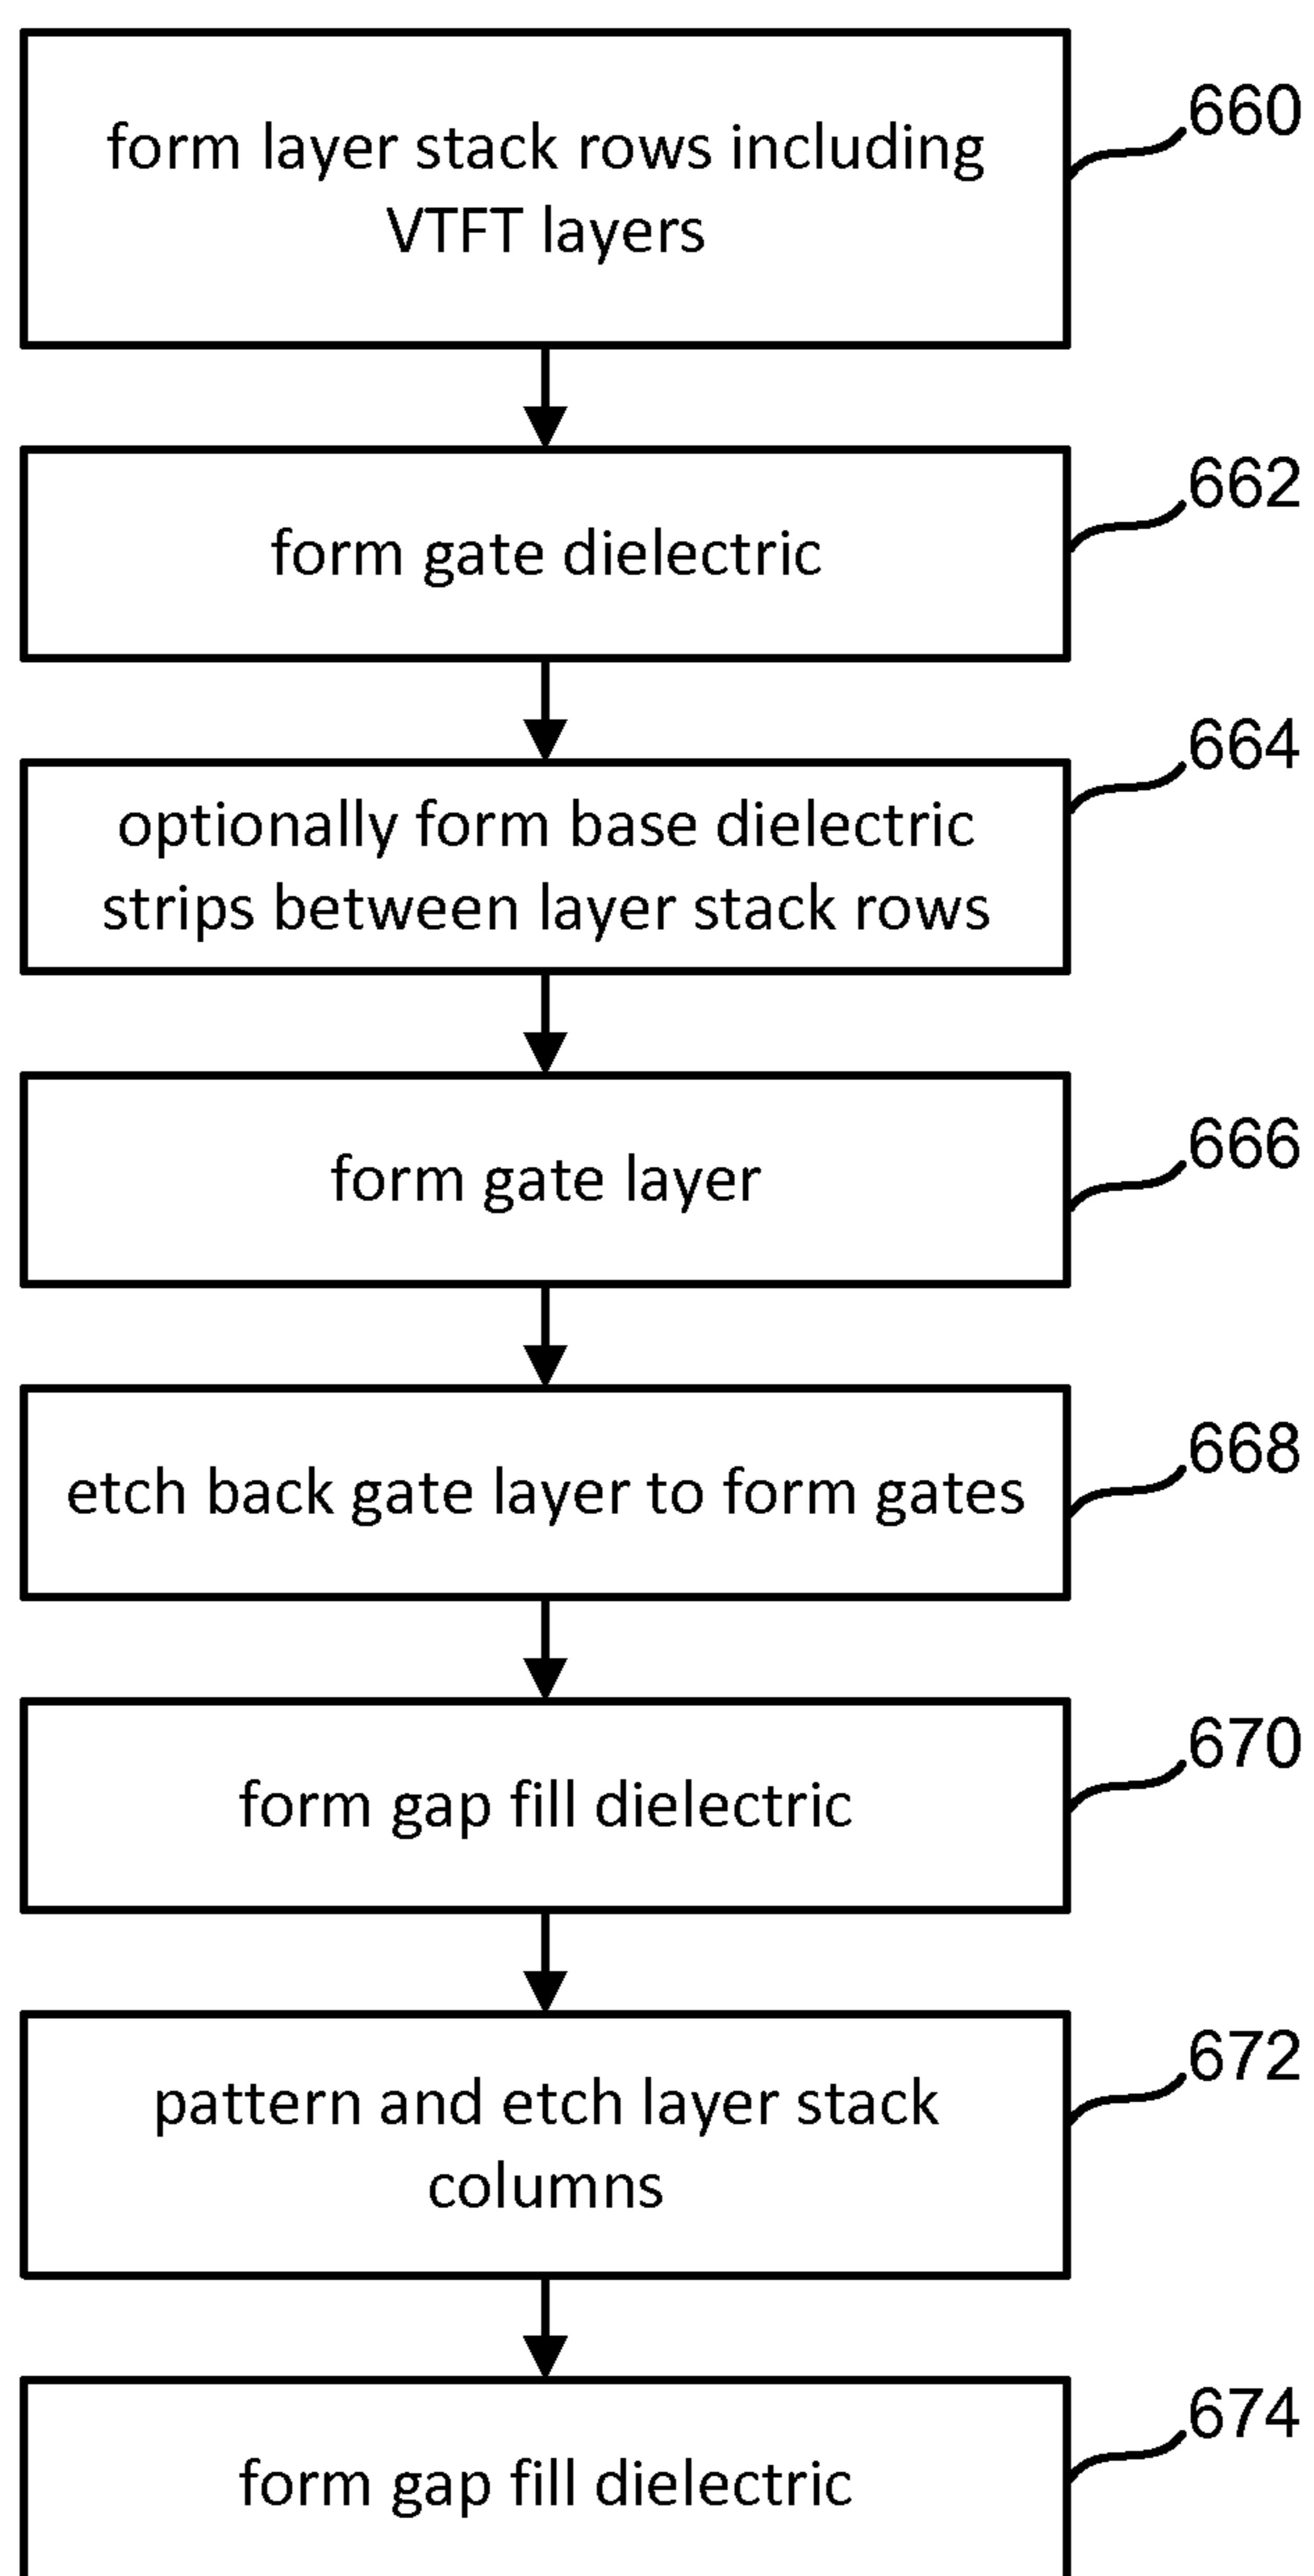 form layer stack rows including
VTFT layers
660
form gate dielectric
662
optionally form base dielectric
strips between layer stack rows
664
form gate layer
666
etch back gate layer to form gates
668
form gap fill dielectric
670
pattern and etch layer stack
columns
672
form gap fill dielectric
674